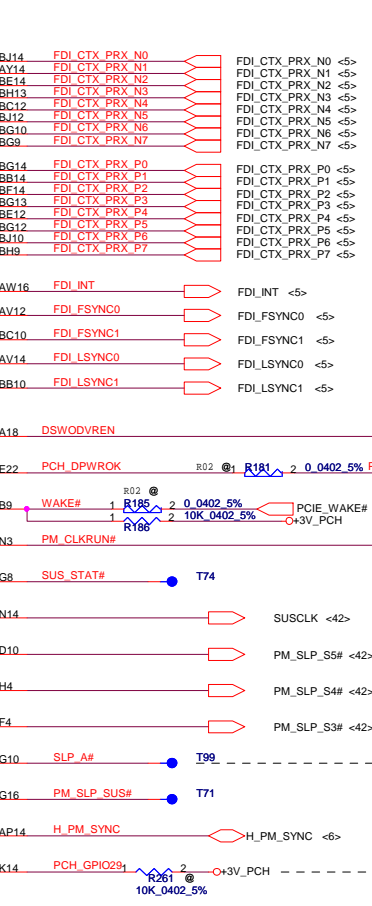 BJ14 FDI_CTX_PRX_N0 FDI_CTX_PRX_N0 <5>
AY14 FDI_CTX_PRX_N1 FDI_CTX_PRX_N1 <5>
BE14 FDI_CTX_PRX_N2 FDI_CTX_PRX_N2 <5>
BH13 FDI_CTX_PRX_N3 FDI_CTX_PRX_N3 <5>
BC12 FDI_CTX_PRX_N4 FDI_CTX_PRX_N4 <5>
BJ12 FDI_CTX_PRX_N5 FDI_CTX_PRX_N5 <5>
BG10 FDI_CTX_PRX_N6 FDI_CTX_PRX_N6 <5>
BG9 FDI_CTX_PRX_N7 FDI_CTX_PRX_N7 <5>
BG14 FDI_CTX_PRX_P0 FDI_CTX_PRX_P0 <5>
BB14 FDI_CTX_PRX_P1 FDI_CTX_PRX_P1 <5>
BF14 FDI_CTX_PRX_P2 FDI_CTX_PRX_P2 <5>
BG13 FDI_CTX_PRX_P3 FDI_CTX_PRX_P3 <5>
BE12 FDI_CTX_PRX_P4 FDI_CTX_PRX_P4 <5>
BG12 FDI_CTX_PRX_P5 FDI_CTX_PRX_P5 <5>
BJ10 FDI_CTX_PRX_P6 FDI_CTX_PRX_P6 <5>
BH9 FDI_CTX_PRX_P7 FDI_CTX_PRX_P7 <5>
AW16 FDI_INT FDI_INT <5>
AV12 FDI_FSYNC0 FDI_FSYNC0 <5>
BC10 FDI_FSYNC1 FDI_FSYNC1 <5>
AV14 FDI_LSYNC0 FDI_LSYNC0 <5>
BB10 FDI_LSYNC1 FDI_LSYNC1 <5>
A18 DSWODVREN
E22 PCH_DPWROK R02 @ 1 R181 2 0_0402_5%
R02 @
B9 WAKE# 1 R185 2 0_0402_5% PCIE_WAKE#
1 R186 2 10K_0402_5% +3V_PCH
N3 PM_CLKRUN#
G8 SUS_STAT# T74
N14 SUSCLK <42>
D10 PM_SLP_S5# <42>
H4 PM_SLP_S4# <42>
F4 PM_SLP_S3# <42>
G10 SLP_A# T99
G16 PM_SLP_SUS# T71
AP14 H_PM_SYNC H_PM_SYNC <6>
K14 PCH_GPIO29 1 R261 2 +3V_PCH
@
10K_0402_5%